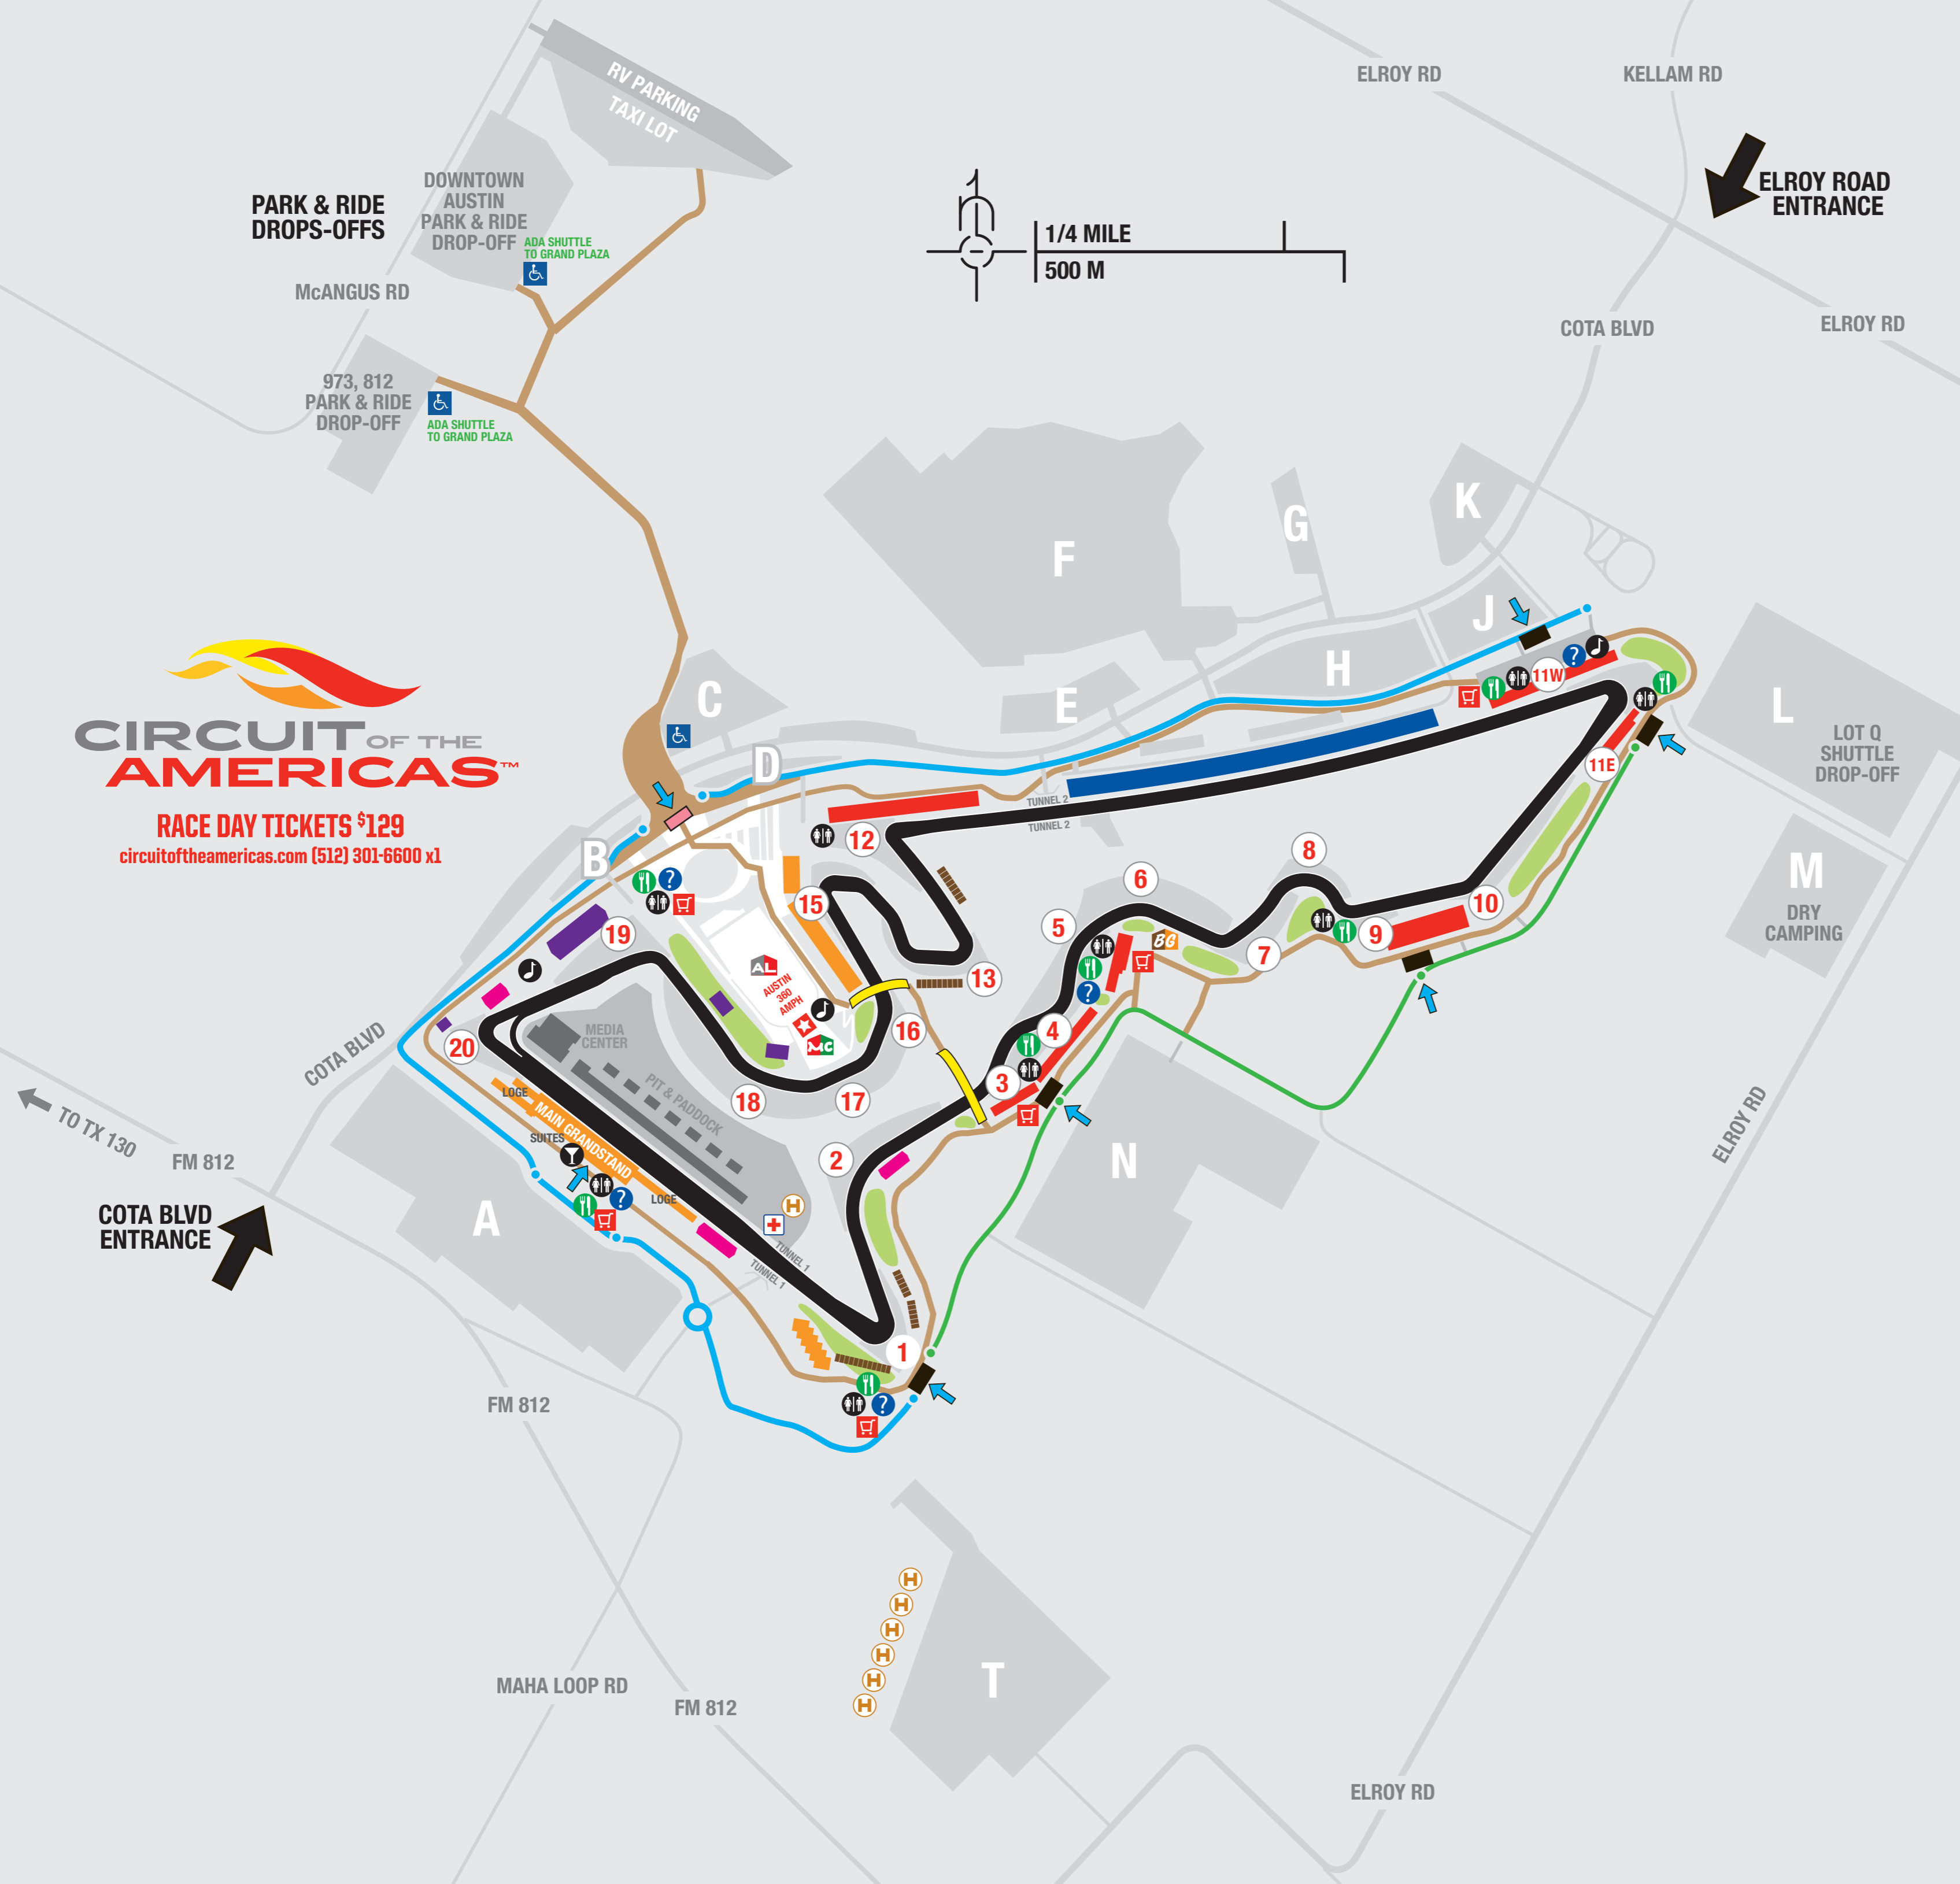 RV PARKING
TAXI LOT
ELROY RD
KELLAM RD
DOWNTOWN
AUSTIN
PARK & RIDE
DROP-OFF
PARK & RIDE
DROPS-OFFS
ADA SHUTTLE
TO GRAND PLAZA
ELROY ROAD
ENTRANCE
1/4 MILE
500 M
McANGUS RD
COTA BLVD
ELROY RD
973, 812
PARK & RIDE
DROP-OFF
ADA SHUTTLE
TO GRAND PLAZA
K
G
F
J
H
C
E
L
LOT Q
SHUTTLE
DROP-OFF
11W
?
CIRCUIT OF THE
AMERICAS™
RACE DAY TICKETS $129
circuitoftheamericas.com (512) 301-6600 x1
D
11E
TUNNEL 2
TUNNEL 2
12
B
8
M
DRY
CAMPING
?
6
15
10
19
5
9
BG
7
AL
AUSTIN
360
AMPH
13
?
MC
16
4
MEDIA
CENTER
20
COTA BLVD
3
LOGE
18
17
PIT & PADDOCK
MAIN GRANDSTAND
SUITES
LOGE
TO TX 130
FM 812
2
N
ELROY RD
?
H
A
COTA BLVD
ENTRANCE
TUNNEL 1
TUNNEL 1
1
?
FM 812
H
H
H
H
H
H
T
MAHA LOOP RD
FM 812
ELROY RD